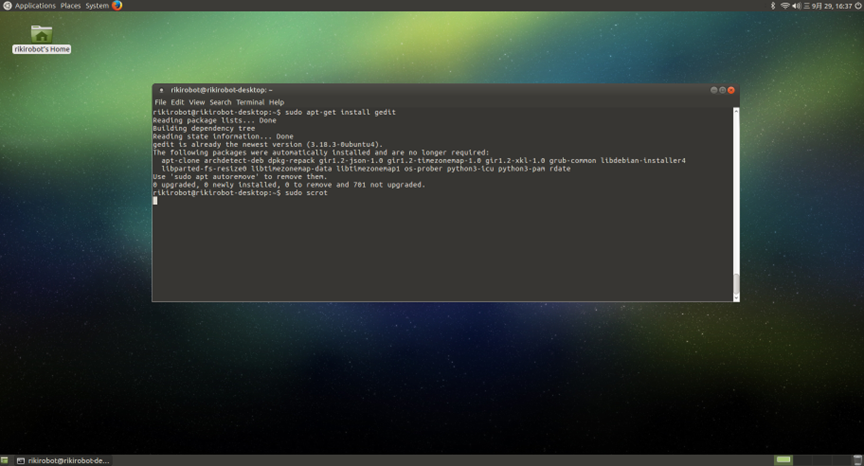 Applications Places System
三 9月 29, 16:37
rikirobot's Home
rikirobot@rikirobot-desktop: ~
File Edit View Search Terminal Help
rikirobot@rikirobot-desktop:~$ sudo apt-get install gedit
Reading package lists... Done
Building dependency tree
Reading state information... Done
gedit is already the newest version (3.18.3-0ubuntu4).
The following packages were automatically installed and are no longer required:
apt-clone archdetect-deb dpkg-repack gir1.2-json-1.0 gir1.2-timezonemap-1.0 gir1.2-xkl-1.0 grub-common libdebian-installer4
libparted-fs-resize0 libtimezonemap-data libtimezonemap1 os-prober python3-icu python3-pam rdate
Use 'sudo apt autoremove' to remove them.
0 upgraded, 0 newly installed, 0 to remove and 701 not upgraded.
rikirobot@rikirobot-desktop:~$ sudo scrot
rikirobot@rikirobot-de...